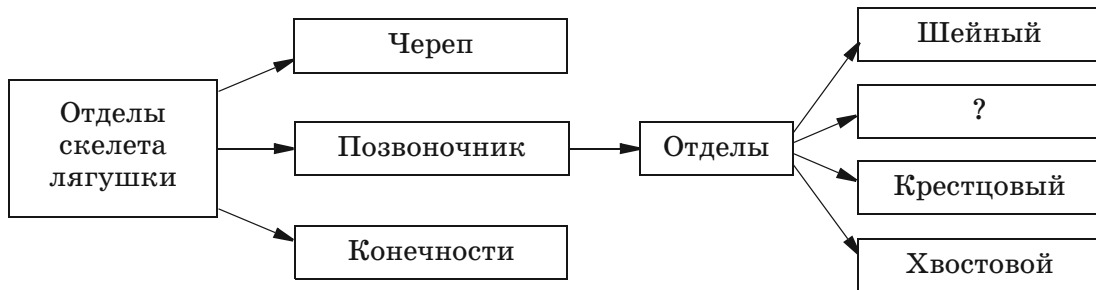 Отделы
скелета
лягушки
Череп
Позвоночник
Конечности
Отделы
Шейный
?
Крестцовый
Хвостовой